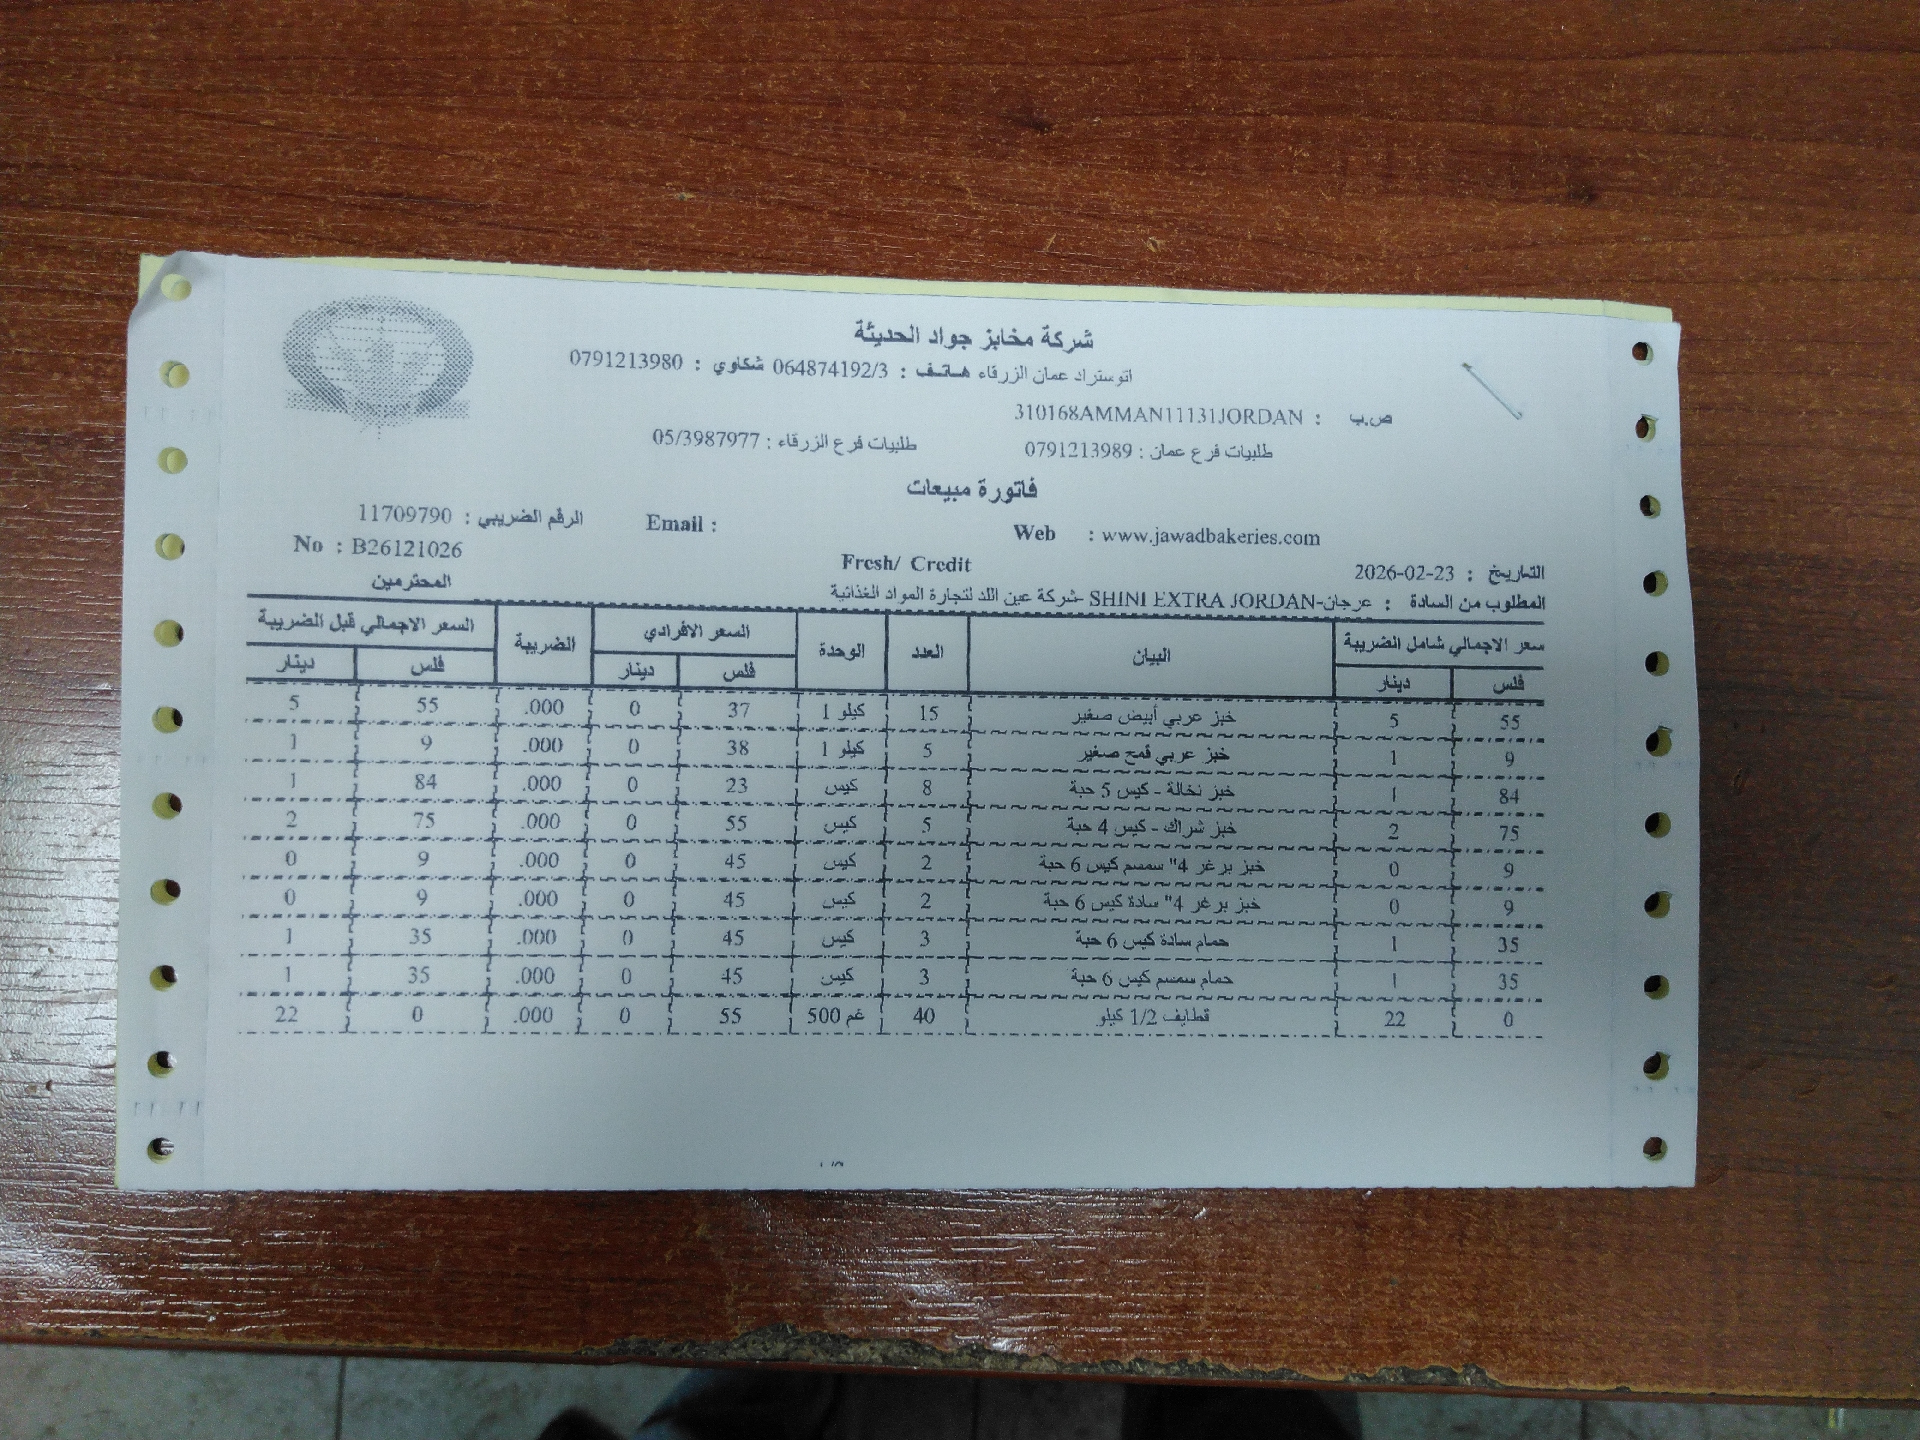 شركة مخابز جواد الحديثة
اتوستراد عمان الزرقاء هـاتـف : 064874192/3 شكاوي : 0791213980
ص.ب : 310168AMMAN11131JORDAN
طلبيات فرع عمان : 0791213989 طلبيات فرع الزرقاء : 05/3987977
فاتورة مبيعات
Web : www.jawadbakeries.com Email : الرقم الضريبي : 11709790
No : B26121026
التاريخ : 2026-02-23 Fresh/ Credit
المطلوب من السادة : عرجان-SHINI EXTRA JORDAN -شركة عين اللد لتجارة المواد الغذائية المحترمين
سعر الاجمالي شامل الضريبة البيان العدد الوحدة السعر الافرادي الضريبة السعر الاجمالي قبل الضريبة
فلس دينار فلس دينار فلس دينار
55 5 خبز عربي أبيض صغير 15 كيلو 1 37 0 .000 55 5
9 1 خبز عربي قمح صغير 5 كيلو 1 38 0 .000 9 1
84 1 خبز نخالة - كيس 5 حبة 8 كيس 23 0 .000 84 1
75 2 خبز شراك - كيس 4 حبة 5 كيس 55 0 .000 75 2
9 0 خبز برغر 4" سمسم كيس 6 حبة 2 كيس 45 0 .000 9 0
9 0 خبز برغر 4" سادة كيس 6 حبة 2 كيس 45 0 .000 9 0
35 1 حمام سادة كيس 6 حبة 3 كيس 45 0 .000 35 1
35 1 حمام سمسم كيس 6 حبة 3 كيس 45 0 .000 35 1
0 22 قطايف 1/2 كيلو 40 غم 500 55 0 .000 0 22